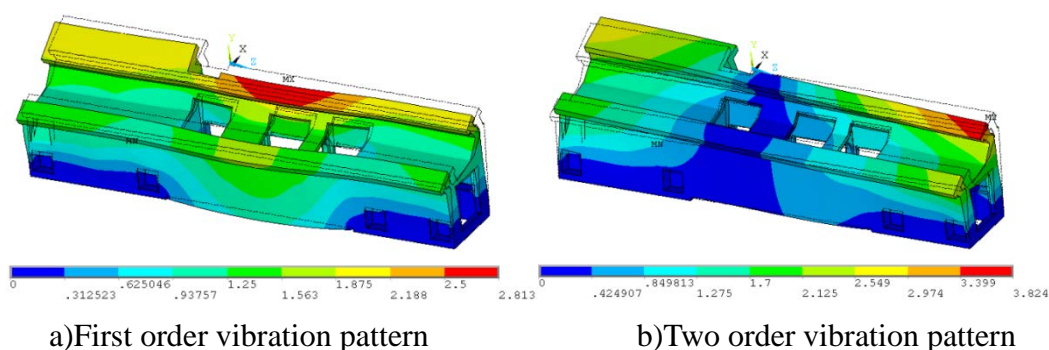 Y
X
Z
MX
MN
Y
X
Z
MX
MN
0 .625046 1.25 1.875 2.5
.312523 .93757 1.563 2.188 2.813
0 .849813 1.7 2.549 3.399
.424907 1.275 2.125 2.974 3.824
a)First order vibration pattern
b)Two order vibration pattern